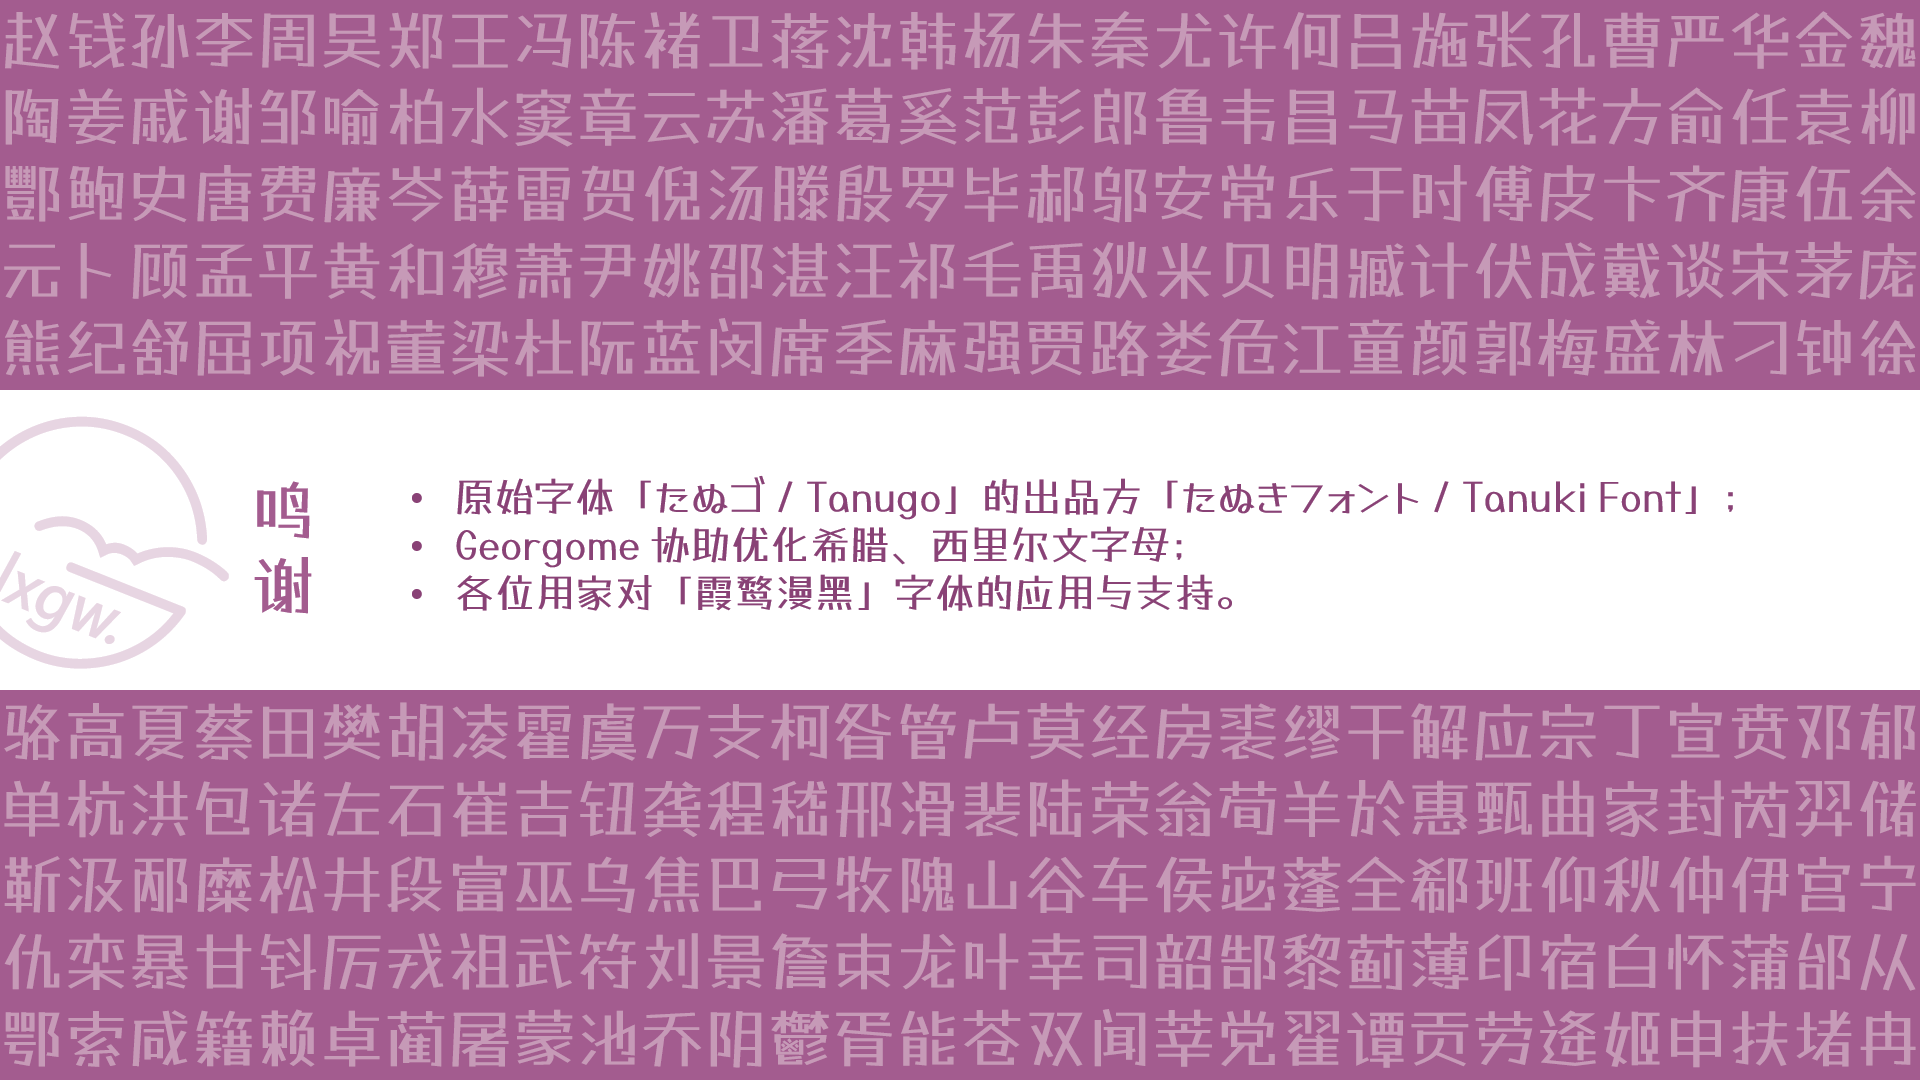 赵钱孙李周吴郑王冯陈褚卫蒋沈韩杨朱秦尤许何吕施张孔曹严华金魏
陶姜戚谢邹喻柏水窦章云苏潘葛奚范彭郎鲁韦昌马苗凤花方俞任袁柳
酆鲍史唐费廉岑薛雷贺倪汤滕殷罗毕郝邬安常乐于时傅皮卞齐康伍余
元卜顾孟平黄和穆萧尹姚邵湛汪祁毛禹狄米贝明臧计伏成戴谈宋茅庞
熊纪舒屈项祝董梁杜阮蓝闵席季麻强贾路娄危江童颜郭梅盛林刁钟徐
lxgw.
鸣谢
• 原始字体「たぬゴ / Tanugo」的出品方「たぬきフォント / Tanuki Font」;
• Georgome 协助优化希腊、西里尔文字母;
• 各位用家对「霞鹜漫黑」字体的应用与支持。
骆高夏蔡田樊胡凌霍虞万支柯昝管卢莫经房裘缪干解应宗丁宣贲邓郁
单杭洪包诸左石崔吉钮龚程嵇邢滑裴陆荣翁荀羊於惠甄曲家封芮羿储
靳汲邴糜松井段富巫乌焦巴弓牧隗山谷车侯宓蓬全郗班仰秋仲伊宫宁
仇栾暴甘钭厉戎祖武符刘景詹束龙叶幸司韶郜黎蓟薄印宿白怀蒲邰从
鄂索咸籍赖卓蔺屠蒙池乔阴鬱胥能苍双闻莘党翟谭贡劳逄姬申扶堵冉